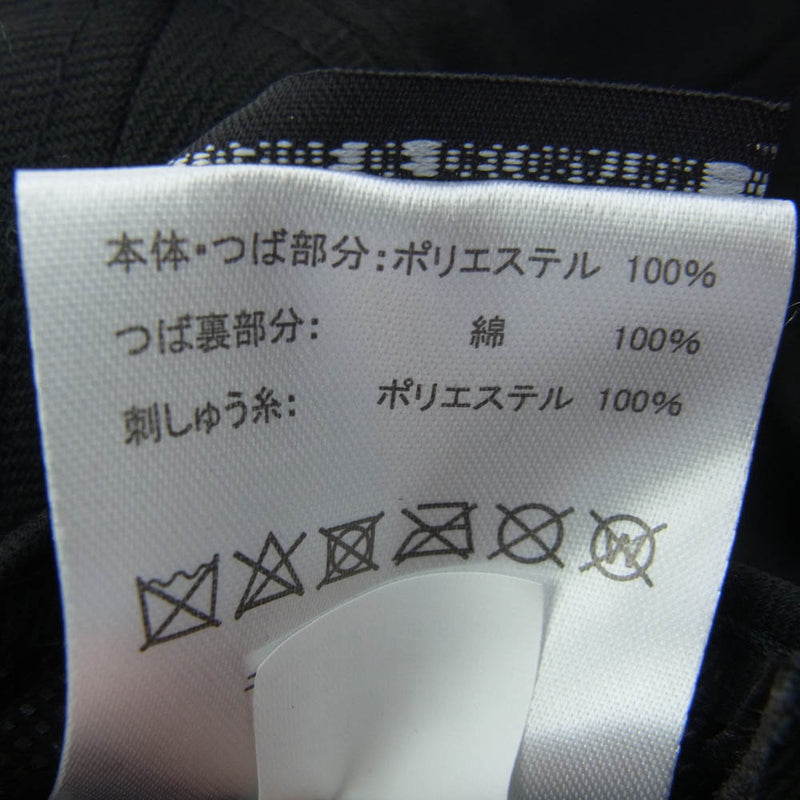 本体・つば部分:ポリエステル 100%
つば裏部分: 綿 100%
刺しゅう糸: ポリエステル 100%
W